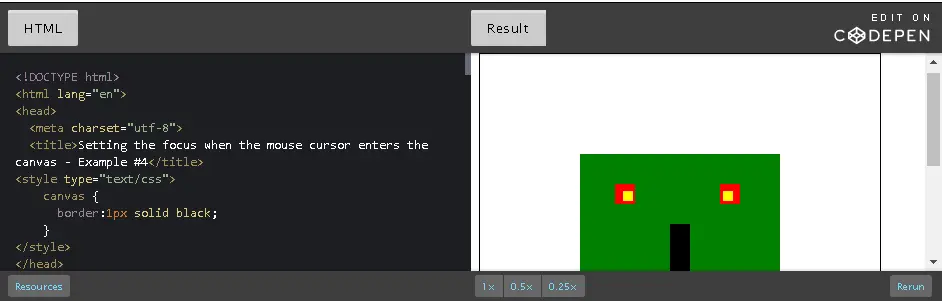 HTML
Result
EDIT ON
CODEPEN
<!DOCTYPE html>
<html lang="en">
<head>
<meta charset="utf-8">
<title>Setting the focus when the mouse cursor enters the
canvas - Example #4</title>
<style type="text/css">
canvas {
border:1px solid black;
}
</style>
</head>
Resources
1×
0.5×
0.25×
Rerun